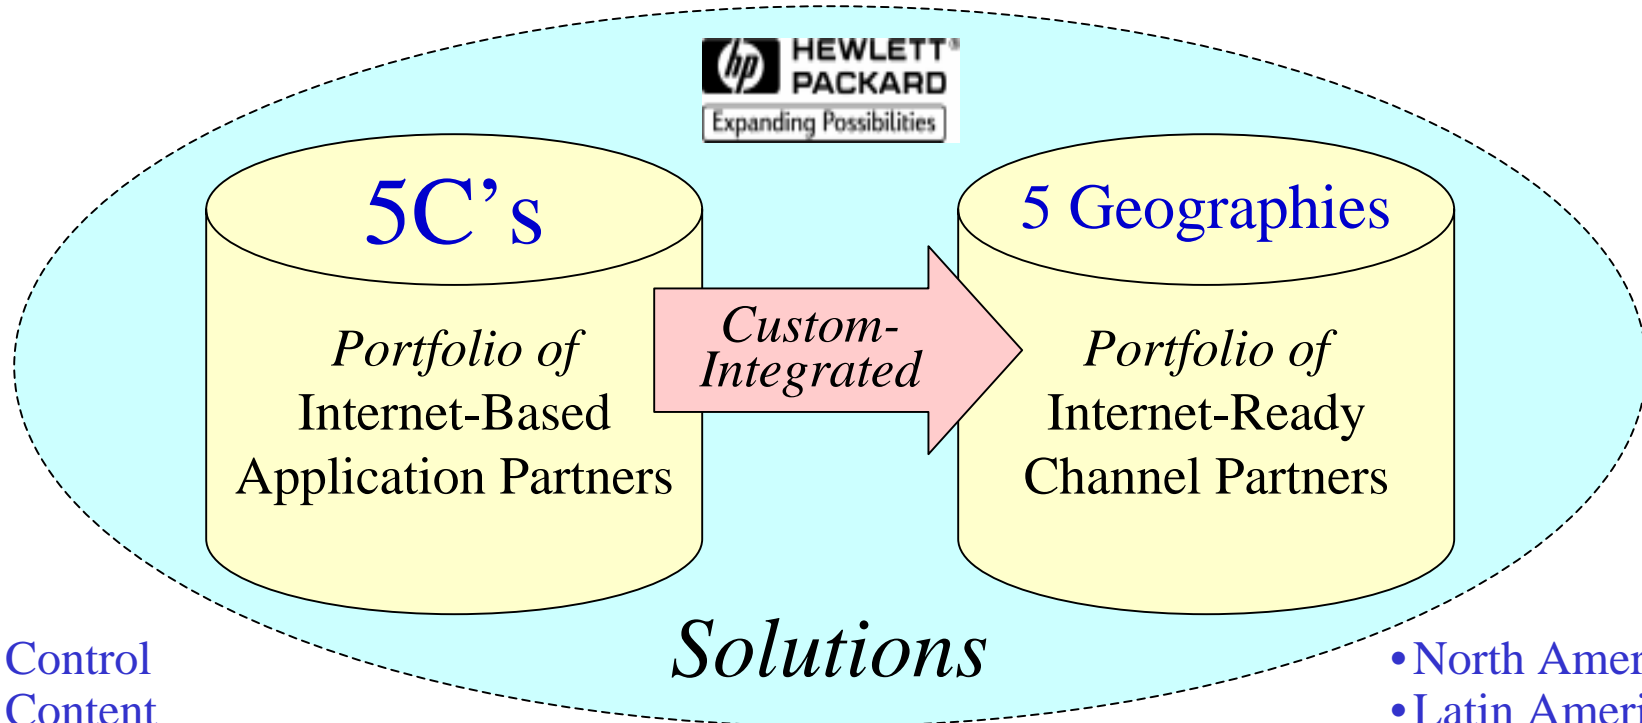 hp HEWLETT®
PACKARD
Expanding Possibilities
5C’s
5 Geographies
Custom-
Integrated
Portfolio of
Internet-Based
Application Partners
Portfolio of
Internet-Ready
Channel Partners
Solutions
Control
Content
•North Amer
•Latin Ameri